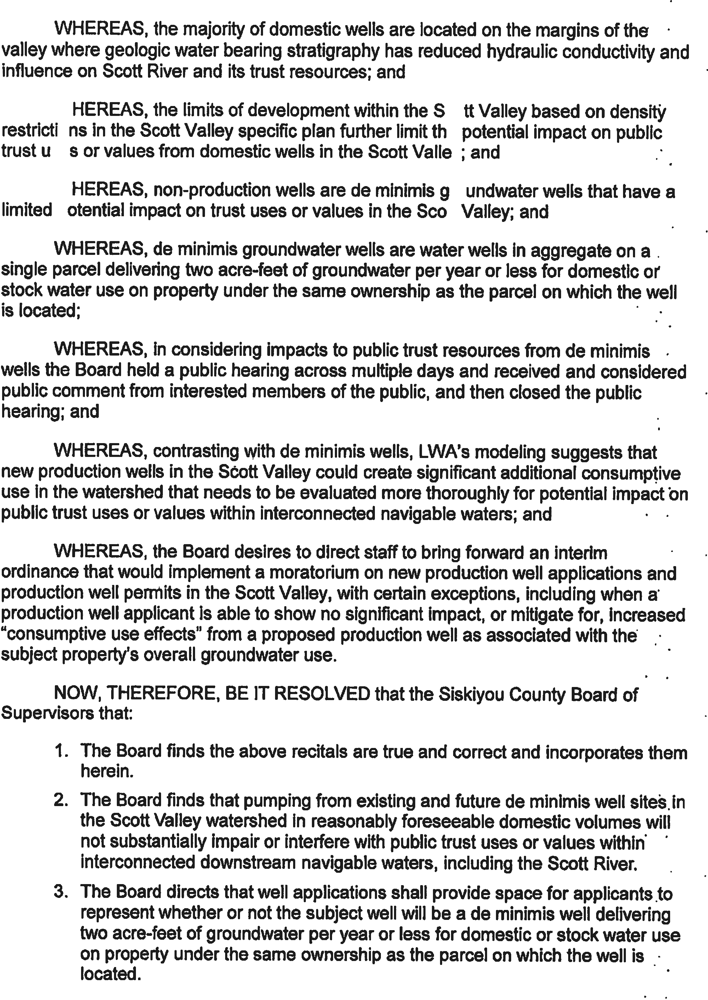 WHEREAS, the majority of domestic wells are located on the margins of the
valley where geologic water bearing stratigraphy has reduced hydraulic conductivity and
influence on Scott River and its trust resources; and
HEREAS, the limits of development within the S tt Valley based on density
restricti ns in the Scott Valley specific plan further limit th potential impact on public
trust u s or values from domestic wells in the Scott Valle ; and
HEREAS, non-production wells are de minimis g undwater wells that have a
limited otential impact on trust uses or values in the Sco Valley; and
WHEREAS, de minimis groundwater wells are water wells in aggregate on a
single parcel delivering two acre-feet of groundwater per year or less for domestic or
stock water use on property under the same ownership as the parcel on which the well
is located;
WHEREAS, in considering impacts to public trust resources from de minimis
wells the Board held a public hearing across multiple days and received and considered
public comment from interested members of the public, and then closed the public
hearing; and
WHEREAS, contrasting with de minimis wells, LWA's modeling suggests that
new production wells in the Scott Valley could create significant additional consumptive
use in the watershed that needs to be evaluated more thoroughly for potential impact on
public trust uses or values within interconnected navigable waters; and
WHEREAS, the Board desires to direct staff to bring forward an interim
ordinance that would implement a moratorium on new production well applications and
production well permits in the Scott Valley, with certain exceptions, including when a
production well applicant is able to show no significant impact, or mitigate for, increased
"consumptive use effects" from a proposed production well as associated with the
subject property's overall groundwater use.
NOW, THEREFORE, BE IT RESOLVED that the Siskiyou County Board of
Supervisors that:
1. The Board finds the above recitals are true and correct and incorporates them
herein.
2. The Board finds that pumping from existing and future de minimis well sites in
the Scott Valley watershed in reasonably foreseeable domestic volumes will
not substantially impair or interfere with public trust uses or values within
interconnected downstream navigable waters, including the Scott River.
3. The Board directs that well applications shall provide space for applicants to
represent whether or not the subject well will be a de minimis well delivering
two acre-feet of groundwater per year or less for domestic or stock water use
on property under the same ownership as the parcel on which the well is
located.